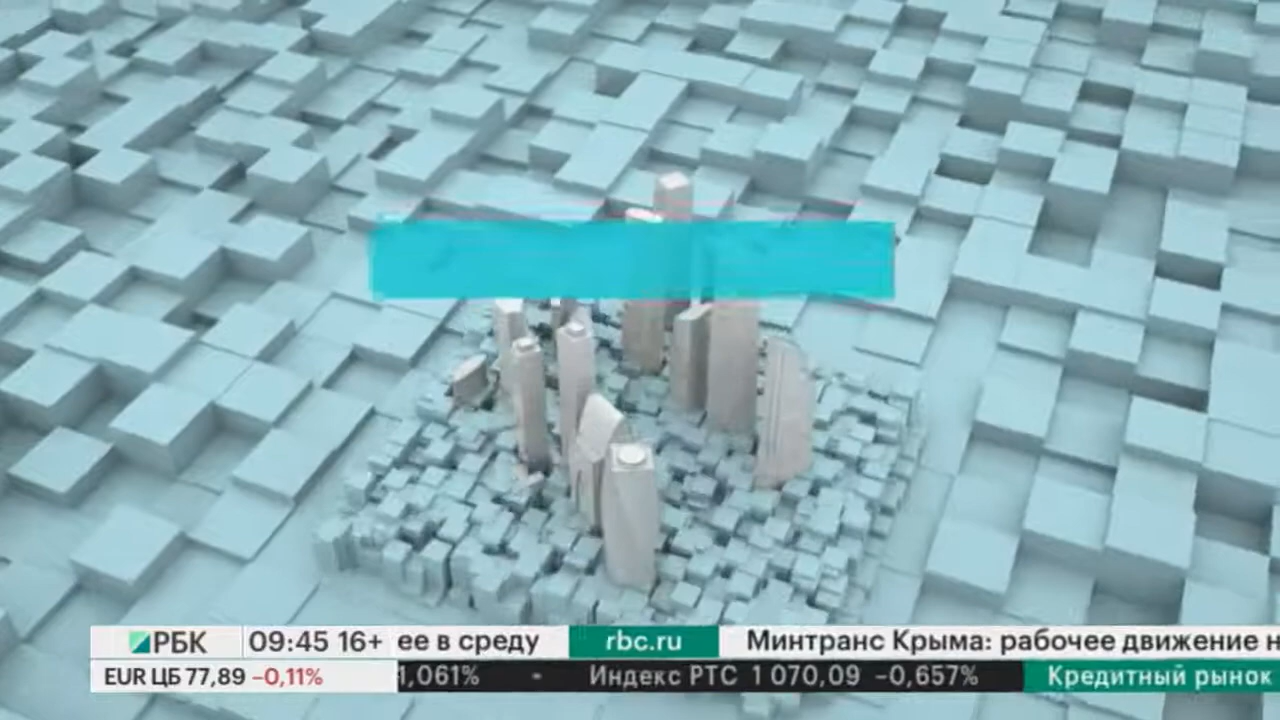 РБК 09:45 16+ ее в среду rbc.ru Минтранс Крыма: рабочее движение н
EUR ЦБ 77,89 −0,11% 1,061% - Индекс РТС 1 070,09 −0,657% Кредитный рынок